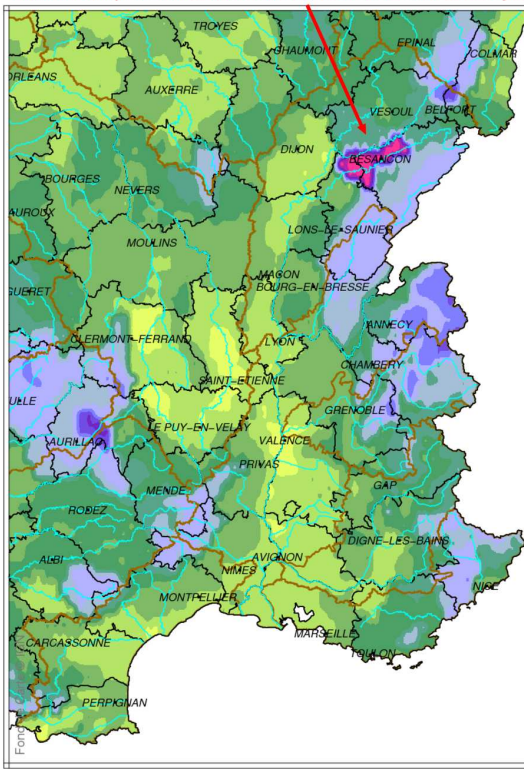 TROYES
CHAUMONT
EPINAL
COLMAR
ORLEANS
AUXERRE
VESOUL
BELFORT
DIJON
BESANCON
BOURGES
NEVERS
LONS-LE-SAUNIER
MOULINS
MACON
BOURG-EN-BRESSE
GUERET
ANNECY
CLERMONT-FERRAND
LYON
CHAMBERY
SAINT-ETIENNE
GRENOBLE
LE PUY-EN-VELAY
VALENCE
AURILLAC
PRIVAS
GAP
MENDE
RODEZ
DIGNE-LES-BAINS
ALBI
AVIGNON
NIMES
NICE
MONTPELLIER
MARSEILLE
CARCASSONNE
TOULON
PERPIGNAN